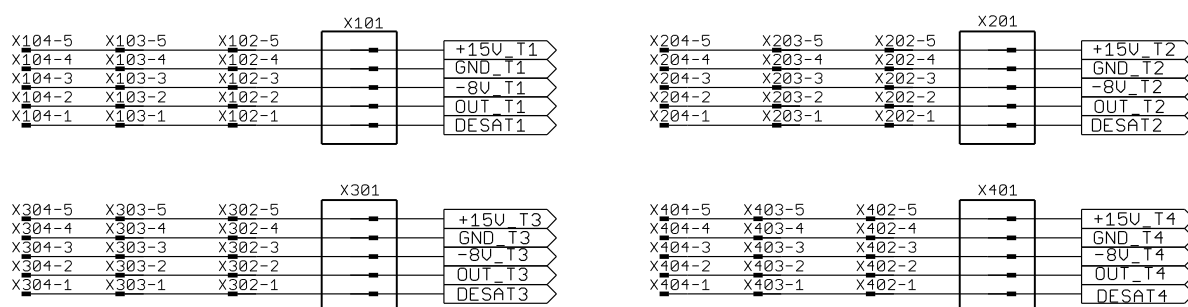 X101
X104-5 X103-5 X102-5 +15V_T1
X104-4 X103-4 X102-4 GND_T1
X104-3 X103-3 X102-3 -8V_T1
X104-2 X103-2 X102-2 OUT_T1
X104-1 X103-1 X102-1 DESAT1
X201
X204-5 X203-5 X202-5 +15V_T2
X204-4 X203-4 X202-4 GND_T2
X204-3 X203-3 X202-3 -8V_T2
X204-2 X203-2 X202-2 OUT_T2
X204-1 X203-1 X202-1 DESAT2
X301
X304-5 X303-5 X302-5 +15V_T3
X304-4 X303-4 X302-4 GND_T3
X304-3 X303-3 X302-3 -8V_T3
X304-2 X303-2 X302-2 OUT_T3
X304-1 X303-1 X302-1 DESAT3
X401
X404-5 X403-5 X402-5 +15V_T4
X404-4 X403-4 X402-4 GND_T4
X404-3 X403-3 X402-3 -8V_T4
X404-2 X403-2 X402-2 OUT_T4
X404-1 X403-1 X402-1 DESAT4